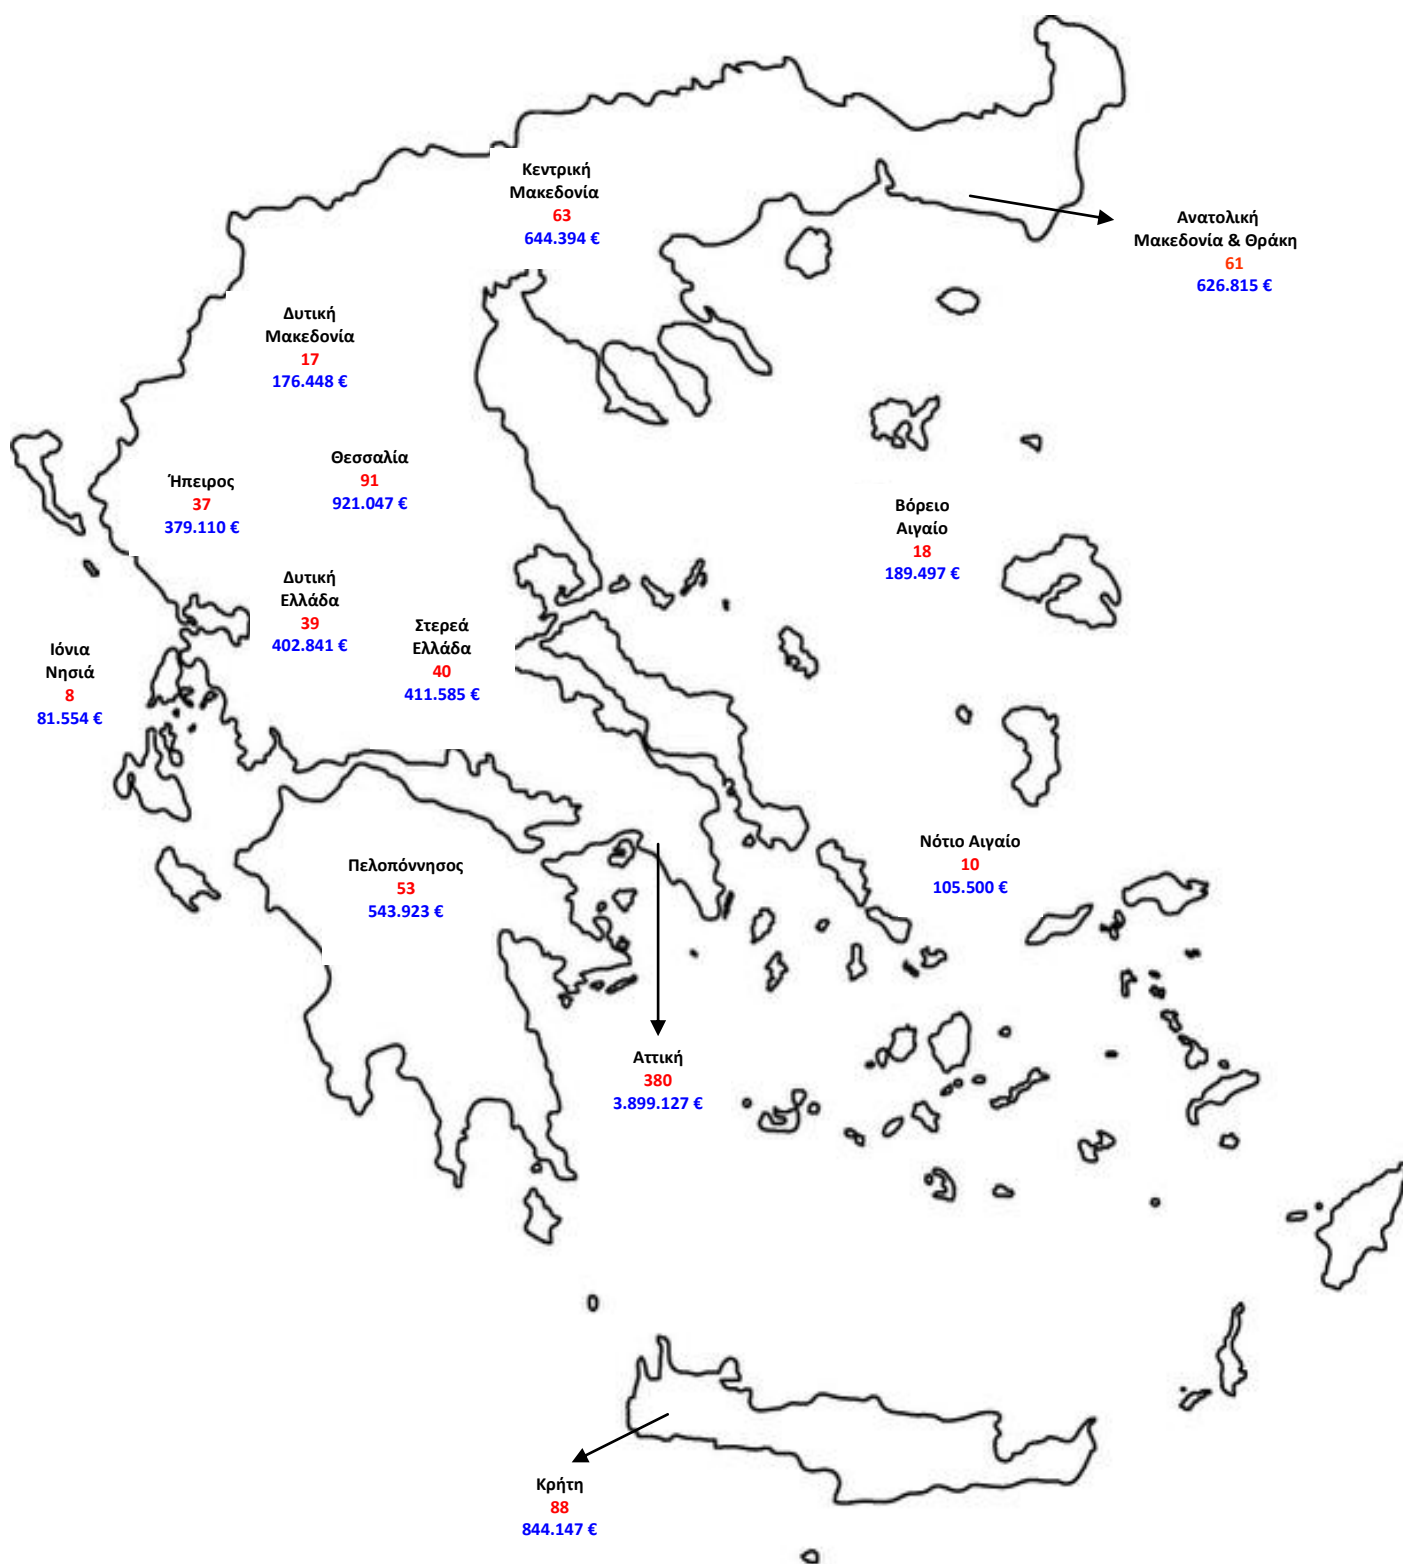 Κεντρική
Μακεδονία
63
644.394 €
Ανατολική
Μακεδονία & Θράκη
61
626.815 €
Δυτική
Μακεδονία
17
176.448 €
Θεσσαλία
91
921.047 €
Ήπειρος
37
379.110 €
Βόρειο
Αιγαίο
18
189.497 €
Δυτική
Ελλάδα
39
402.841 €
Στερεά
Ελλάδα
40
411.585 €
Ιόνια
Νησιά
8
81.554 €
Νότιο Αιγαίο
10
105.500 €
Πελοπόννησος
53
543.923 €
Αττική
380
3.899.127 €
Κρήτη
88
844.147 €